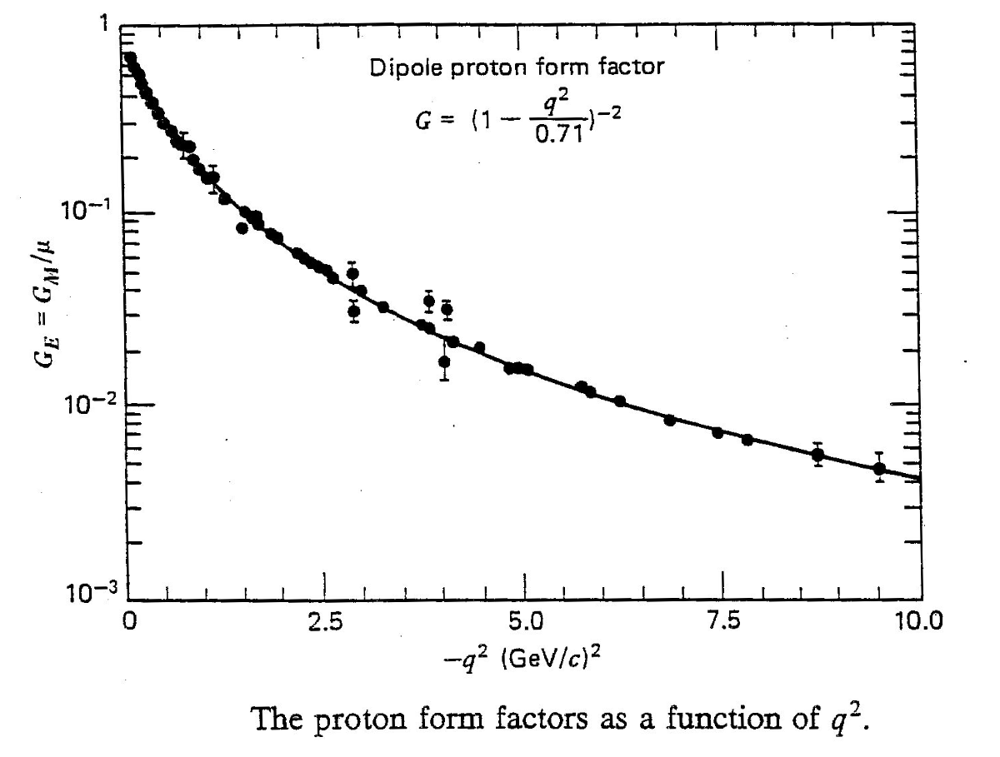 1
Dipole proton form factor
G = (1 − q²/0.71)⁻²
10⁻¹
G_E = G_M/μ
10⁻²
10⁻³
0 2.5 5.0 7.5 10.0
−q² (GeV/c)²
The proton form factors as a function of q².